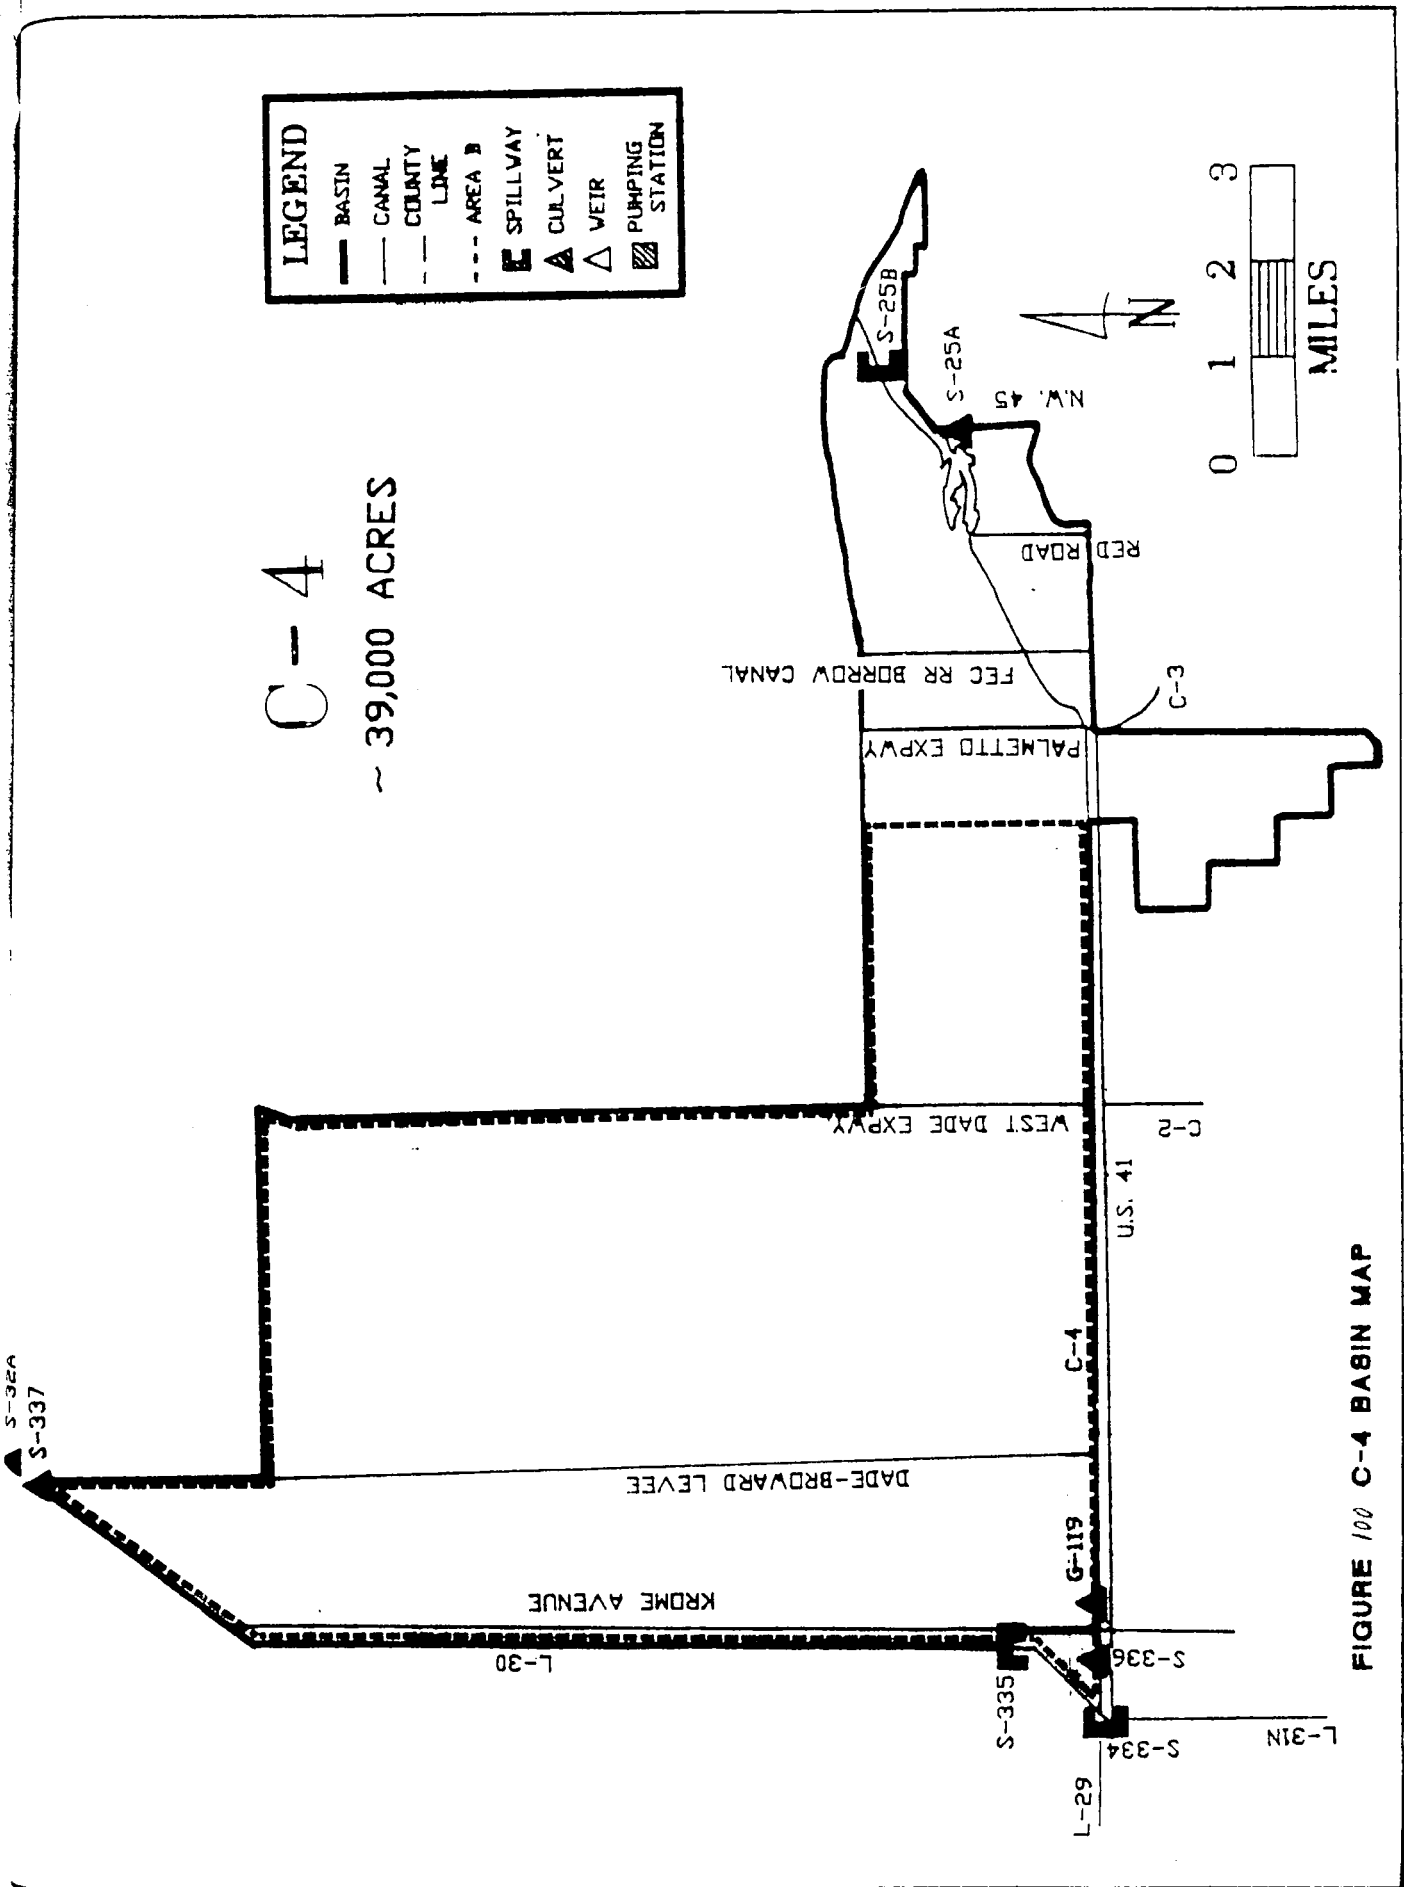 C-4
~ 39,000 ACRES
LEGEND
BASIN
CANAL
COUNTY
LINE
AREA B
SPILLWAY
CULVERT
WEIR
PUMPING
STATION
S-32A
S-337
L-30
KROME AVENUE
DADE-BROWARD LEVEE
WEST DADE EXPWY
PALMETTO EXPWY
FEC RR BORROW CANAL
RED
ROAD
N.W. 45
S-25A
S-25B
S-335
G-119
C-4
U.S. 41
C-2
C-3
S-336
S-334
L-29
L-31N
N
0 1 2 3
MILES
FIGURE 100 C-4 BASIN MAP